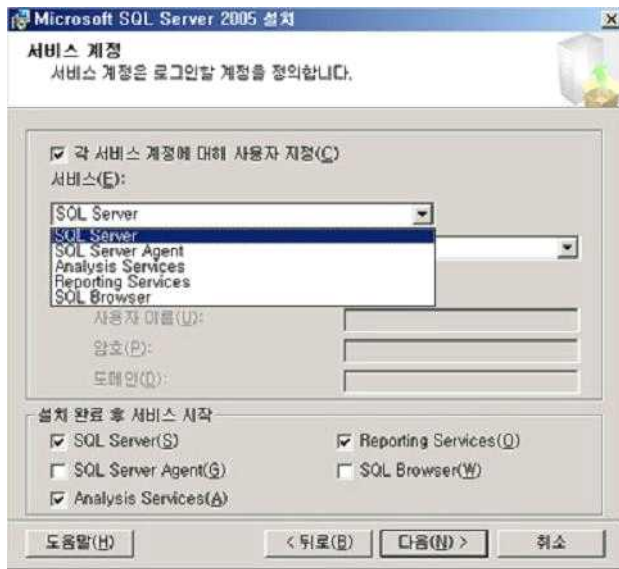 Microsoft SQL Server 2005 설치
서비스 계정
서비스 계정은 로그인할 계정을 정의합니다.
각 서비스 계정에 대해 사용자 지정(C)
서비스(E):
SQL Server
SQL Server
SQL Server Agent
Analysis Services
Reporting Services
SQL Browser
사용자 이름(U):
암호(P):
도메인(D):
설치 완료 후 서비스 시작
SQL Server(S)
Reporting Services(O)
SQL Server Agent(G)
SQL Browser(W)
Analysis Services(A)
도움말(H)
< 뒤로(B)
다음(N) >
취소